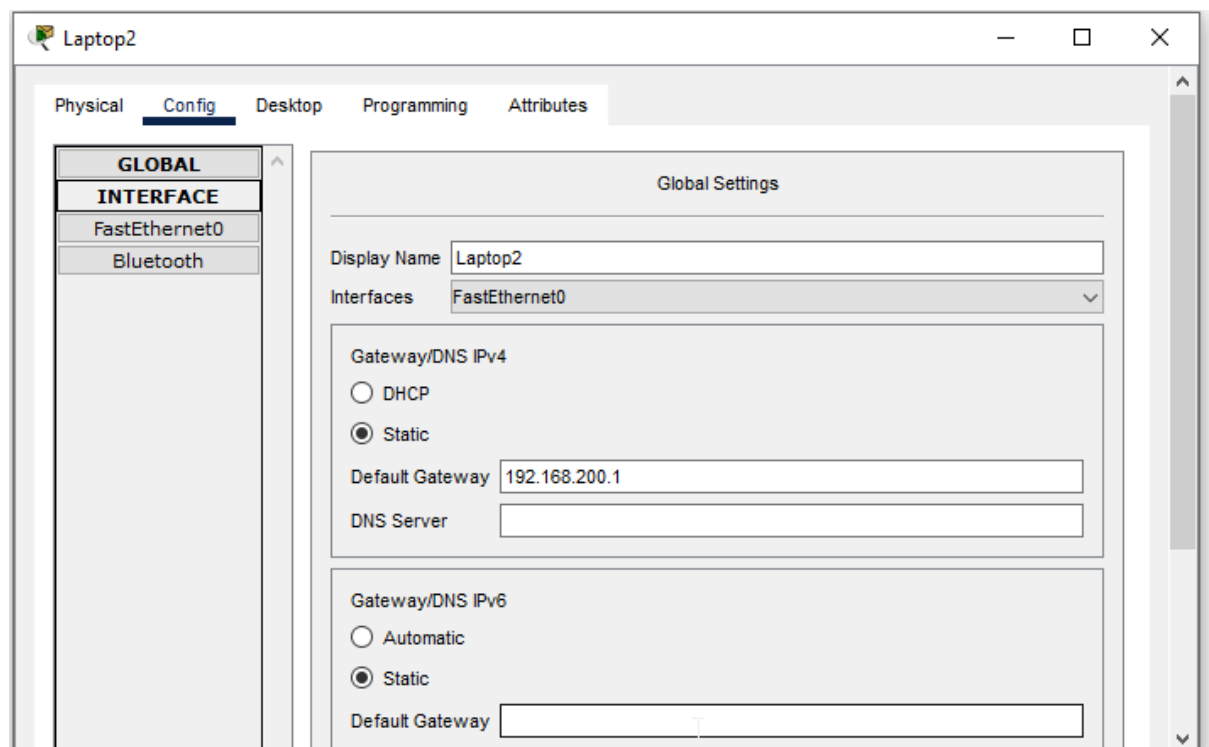 Laptop2
Physical Config Desktop Programming Attributes
GLOBAL
INTERFACE
FastEthernet0
Bluetooth
Global Settings
Display Name Laptop2
Interfaces FastEthernet0
Gateway/DNS IPv4
DHCP
Static
Default Gateway 192.168.200.1
DNS Server
Gateway/DNS IPv6
Automatic
Static
Default Gateway